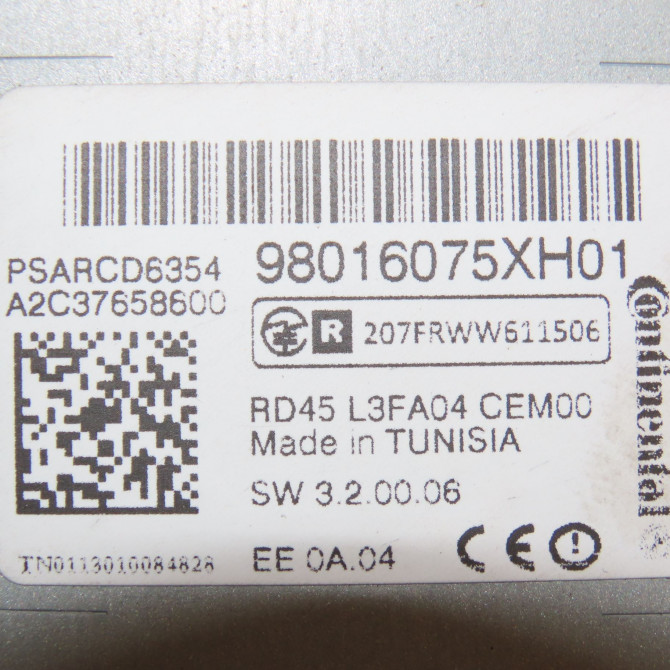 98016075XH01
PSARCD6354
A2C37658600
R 207FRWW611506
RD45 L3FA04 CEM00
Made in TUNISIA
SW 3.2.00.06
TN0113010084828
EE 0A.04 CE
Continental